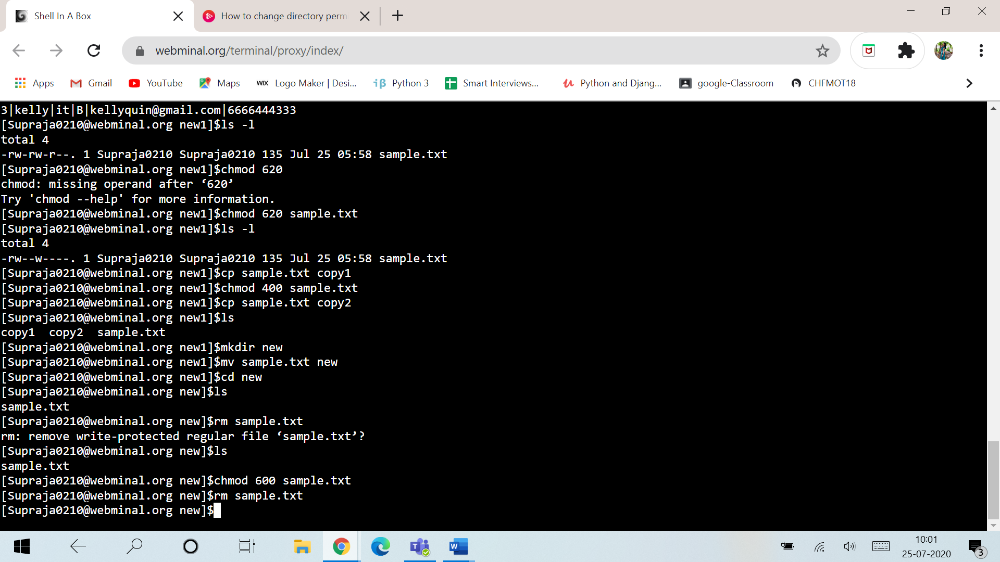 Shell In A Box
How to change directory perm
webminal.org/terminal/proxy/index/
Apps Gmail YouTube Maps WIX Logo Maker | Desi... iβ Python 3 Smart Interviews... Python and Djang... google-Classroom CHFMOT18
3|kelly|it|B|kellyquin@gmail.com|6666444333
[Supraja0210@webminal.org new1]$ls -l
total 4
-rw-rw-r--. 1 Supraja0210 Supraja0210 135 Jul 25 05:58 sample.txt
[Supraja0210@webminal.org new1]$chmod 620
chmod: missing operand after ‘620’
Try 'chmod --help' for more information.
[Supraja0210@webminal.org new1]$chmod 620 sample.txt
[Supraja0210@webminal.org new1]$ls -l
total 4
-rw--w----. 1 Supraja0210 Supraja0210 135 Jul 25 05:58 sample.txt
[Supraja0210@webminal.org new1]$cp sample.txt copy1
[Supraja0210@webminal.org new1]$chmod 400 sample.txt
[Supraja0210@webminal.org new1]$cp sample.txt copy2
[Supraja0210@webminal.org new1]$ls
copy1  copy2  sample.txt
[Supraja0210@webminal.org new1]$mkdir new
[Supraja0210@webminal.org new1]$mv sample.txt new
[Supraja0210@webminal.org new1]$cd new
[Supraja0210@webminal.org new]$ls
sample.txt
[Supraja0210@webminal.org new]$rm sample.txt
rm: remove write-protected regular file ‘sample.txt’?
[Supraja0210@webminal.org new]$ls
sample.txt
[Supraja0210@webminal.org new]$chmod 600 sample.txt
[Supraja0210@webminal.org new]$rm sample.txt
[Supraja0210@webminal.org new]$
10:01
25-07-2020
3